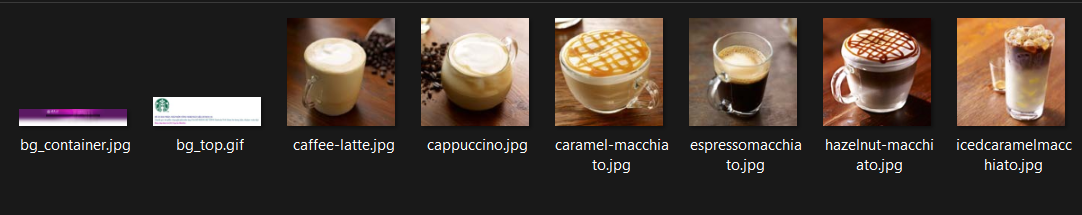 bg_container.jpg
bg_top.gif
caffee-latte.jpg
cappuccino.jpg
caramel-macchia
to.jpg
espressomacchia
to.jpg
hazelnut-macchi
ato.jpg
icedcaramelmacc
hiato.jpg